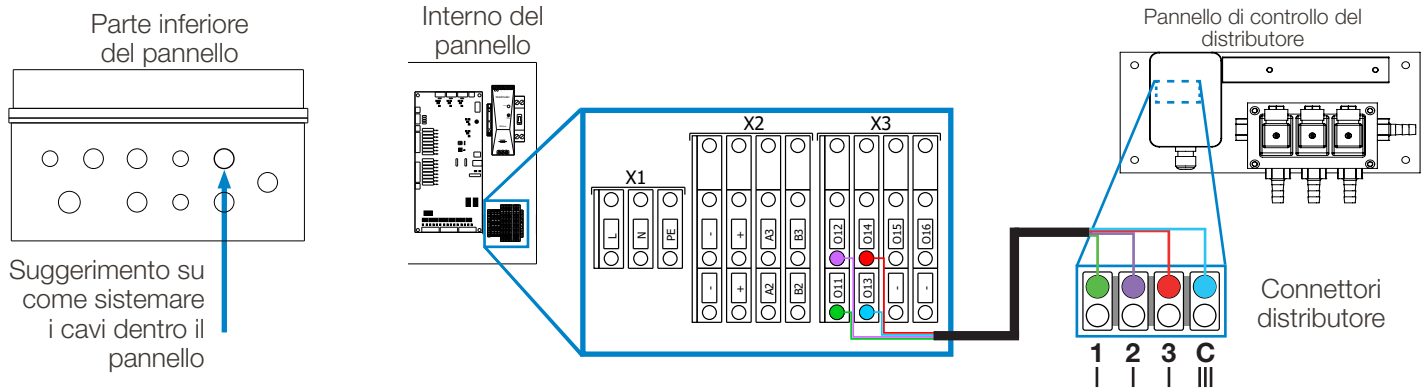 Parte inferiore
del pannello
Suggerimento su
come sistemare
i cavi dentro il
pannello
Interno del
pannello
X1
L
N
PE
X2
X3
-
+
A3
B3
O12
O14
O15
O16
-
+
A2
B2
O11
O13
-
-
Pannello di controllo del
distributore
1
2
3
C
I
I
I
III
Connettori
distributore